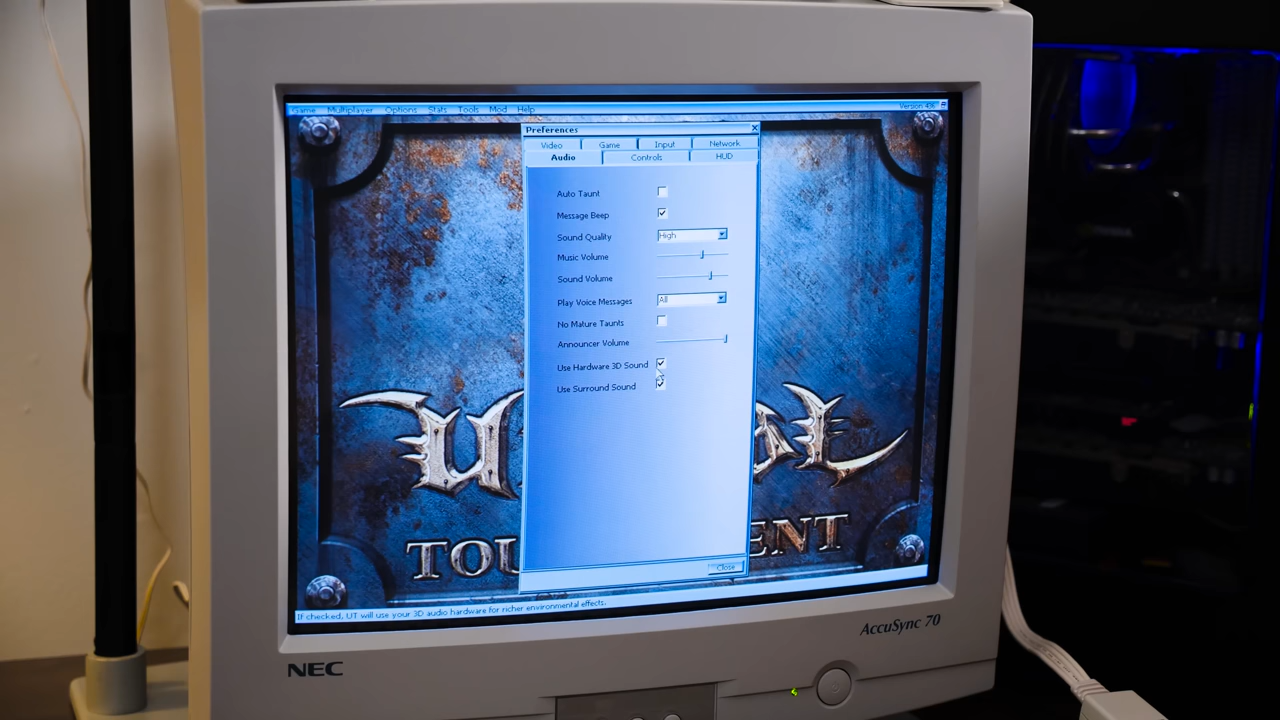 Game Multiplayer Options Stats Tools Mod Help Version 436
Preferences
Video Game Input Network
Audio Controls HUD
Auto Taunt
Message Beep
Sound Quality High
Music Volume
Sound Volume
Play Voice Messages All
No Mature Taunts
Announcer Volume
Use Hardware 3D Sound
Use Surround Sound
Close
If checked, UT will use your 3D audio hardware for richer environmental effects.
AccuSync 70
NEC